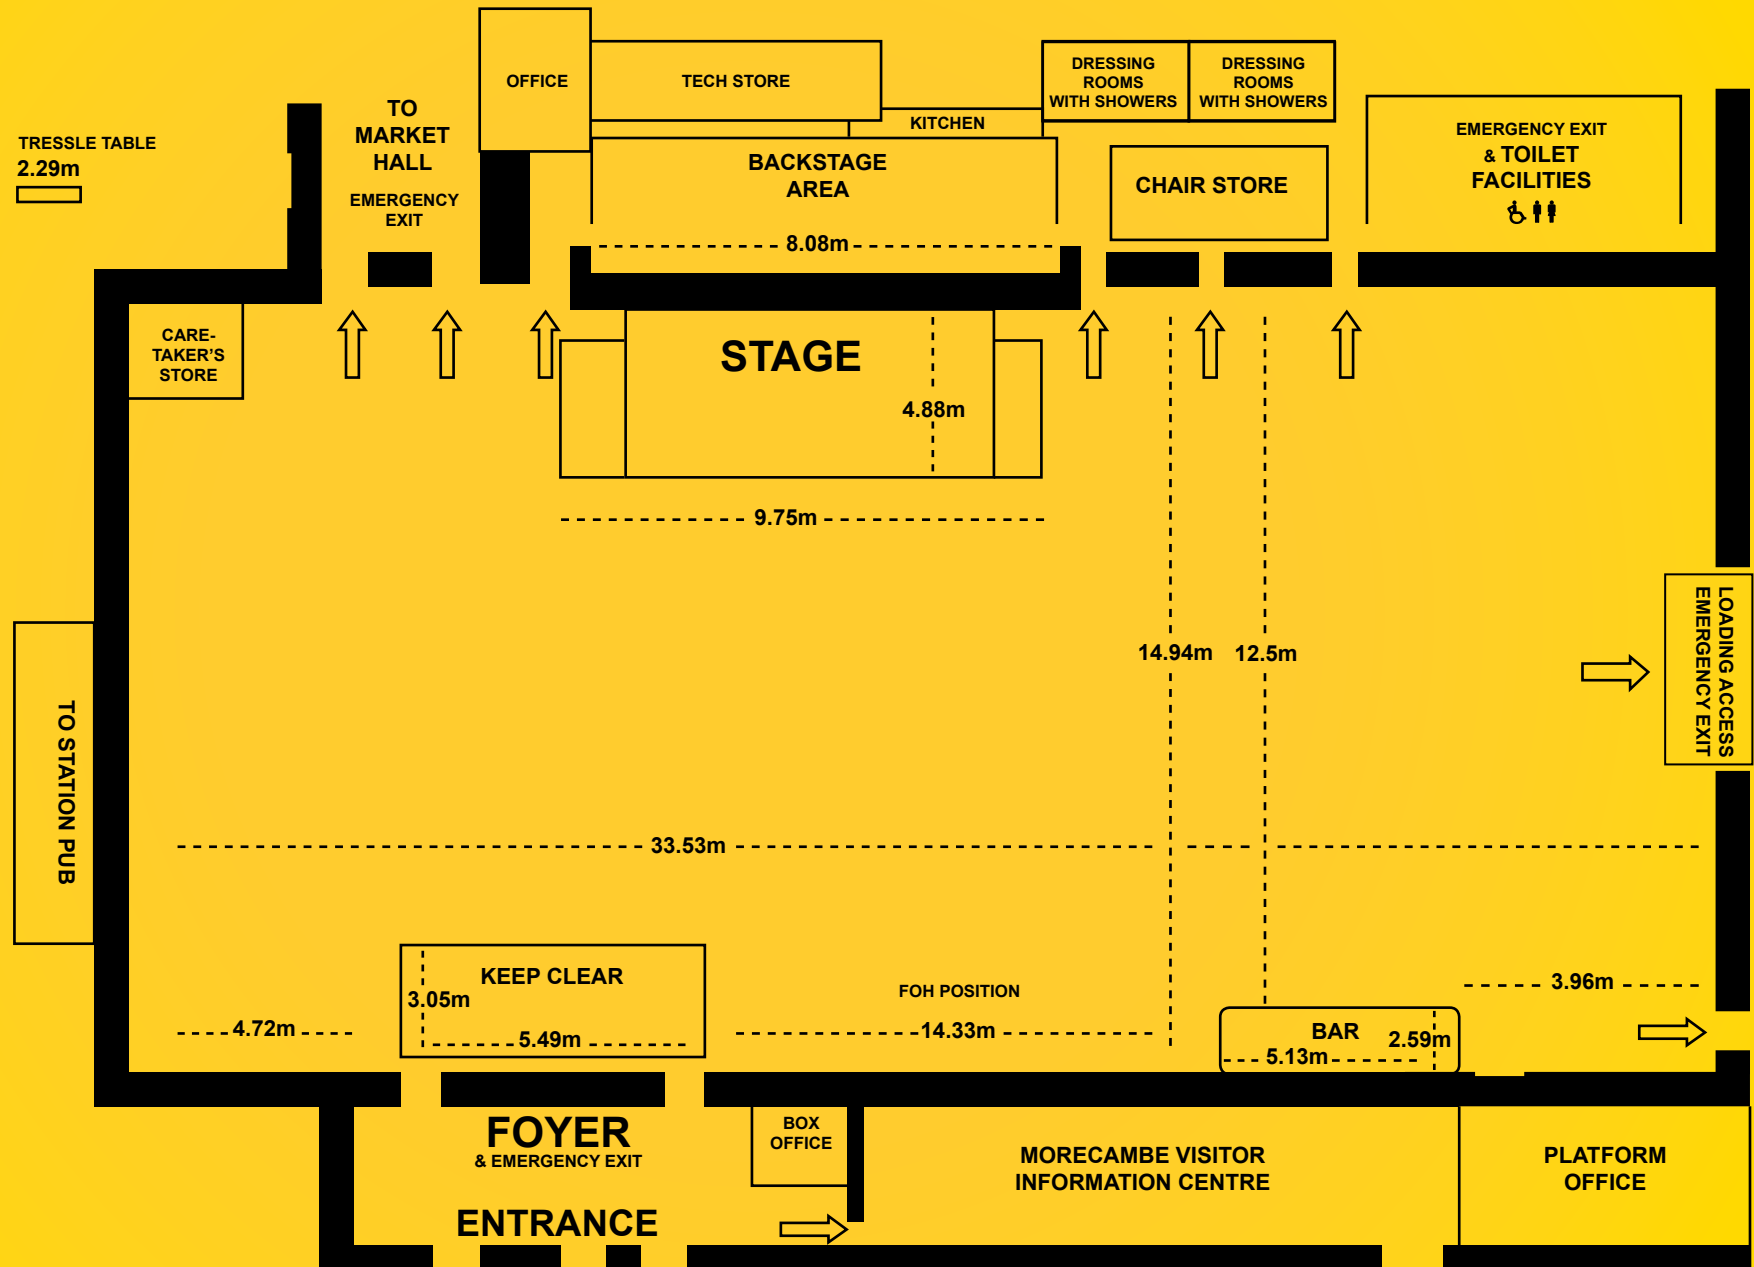 OFFICE
TECH STORE
DRESSING
ROOMS
WITH SHOWERS
DRESSING
ROOMS
WITH SHOWERS
TO
MARKET
HALL
EMERGENCY
EXIT
TRESSLE TABLE
2.29m
KITCHEN
BACKSTAGE
AREA
8.08m
CHAIR STORE
EMERGENCY EXIT
& TOILET
FACILITIES
CARE-
TAKER'S
STORE
STAGE
4.88m
9.75m
14.94m
12.5m
LOADING ACCESS
EMERGENCY EXIT
TO STATION PUB
33.53m
KEEP CLEAR
3.05m
5.49m
4.72m
FOH POSITION
14.33m
3.96m
BAR
2.59m
5.13m
FOYER
& EMERGENCY EXIT
ENTRANCE
BOX
OFFICE
MORECAMBE VISITOR
INFORMATION CENTRE
PLATFORM
OFFICE